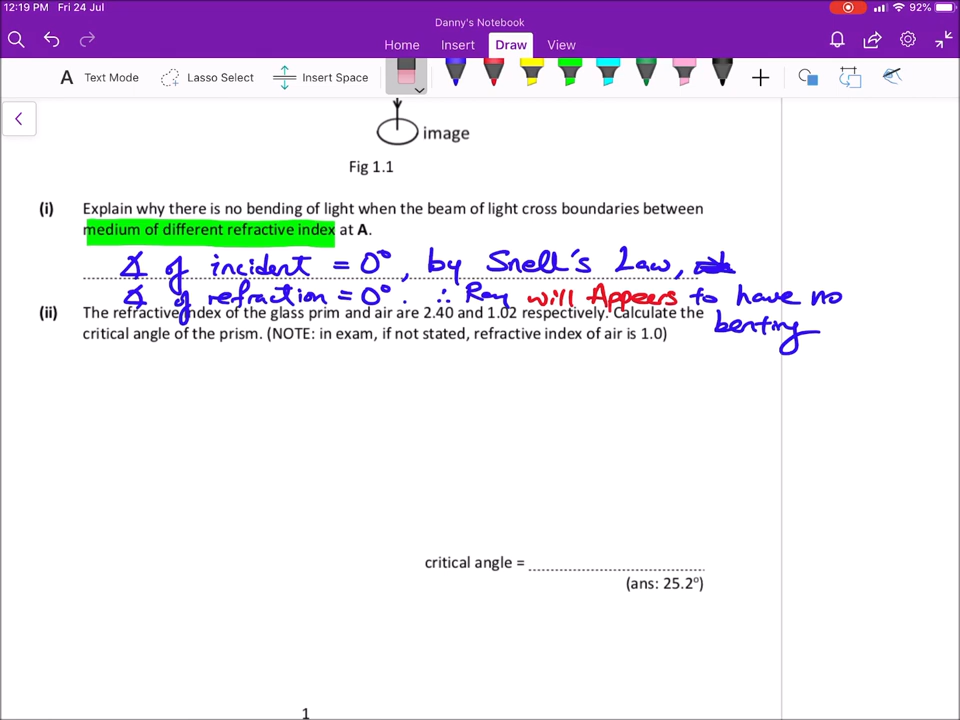 12:19 PM Fri 24 Jul
92%
Danny's Notebook
Home Insert Draw View
A Text Mode Lasso Select Insert Space
image
Fig 1.1
(i) Explain why there is no bending of light when the beam of light cross boundaries between
medium of different refractive index at A.
∡ of incident = 0°, by Snell's Law,
∡ of refraction = 0°. ∴ Ray will Appears to have no
benting
(ii) The refractive index of the glass prim and air are 2.40 and 1.02 respectively. Calculate the
critical angle of the prism. (NOTE: in exam, if not stated, refractive index of air is 1.0)
critical angle =
(ans: 25.2°)
1